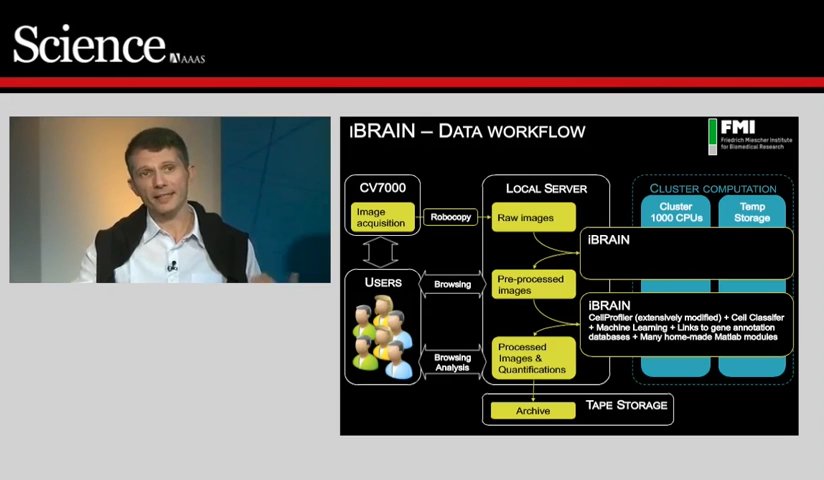 Science
AAAS
iBRAIN – DATA WORKFLOW
FMI
Friedrich Miescher Institute
for Biomedical Research
CV7000
Image
acquisition
Robocopy
LOCAL SERVER
Raw images
CLUSTER COMPUTATION
Cluster
1000 CPUs
Temp
Storage
iBRAIN
USERS
Browsing
Pre-processed
images
iBRAIN
CellProfiler (extensively modified) + Cell Classifer
+ Machine Learning + Links to gene annotation
databases + Many home-made Matlab modules
Browsing
Analysis
Processed
Images &
Quantifications
Archive
TAPE STORAGE